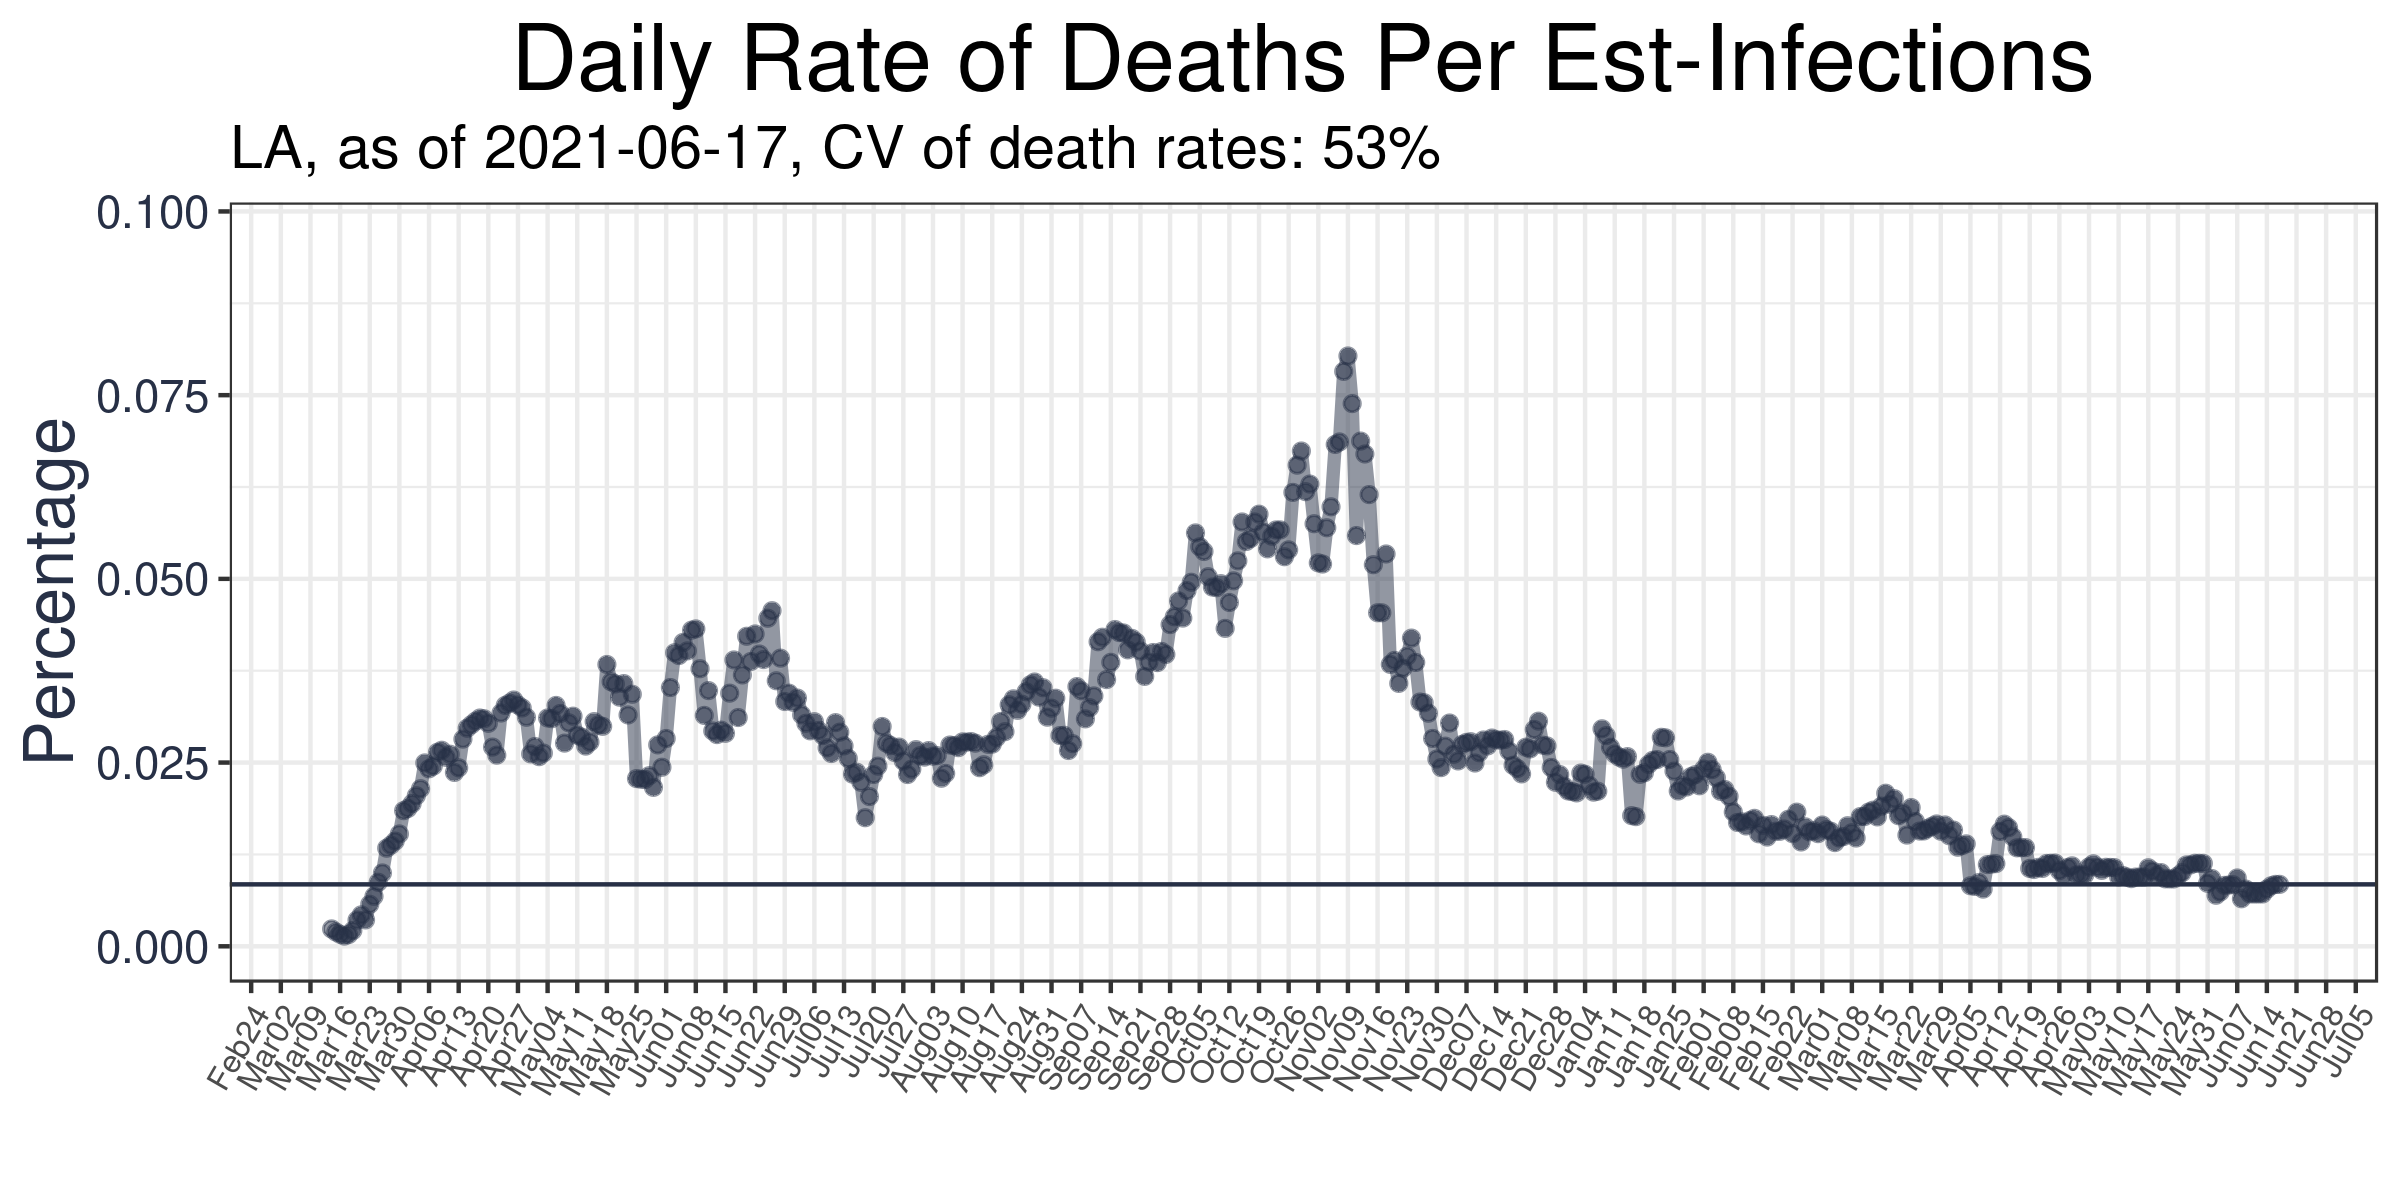 Daily Rate of Deaths Per Est-Infections
LA, as of 2021-06-17, CV of death rates: 53%
Percentage
0.100
0.075
0.050
0.025
0.000
Feb24
Mar02
Mar09
Mar16
Mar23
Mar30
Apr06
Apr13
Apr20
Apr27
May04
May11
May18
May25
Jun01
Jun08
Jun15
Jun22
Jun29
Jul06
Jul13
Jul20
Jul27
Aug03
Aug10
Aug17
Aug24
Aug31
Sep07
Sep14
Sep21
Sep28
Oct05
Oct12
Oct19
Oct26
Nov02
Nov09
Nov16
Nov23
Nov30
Dec07
Dec14
Dec21
Dec28
Jan04
Jan11
Jan18
Jan25
Feb01
Feb08
Feb15
Feb22
Mar01
Mar08
Mar15
Mar22
Mar29
Apr05
Apr12
Apr19
Apr26
May03
May10
May17
May24
May31
Jun07
Jun14
Jun21
Jun28
Jul05